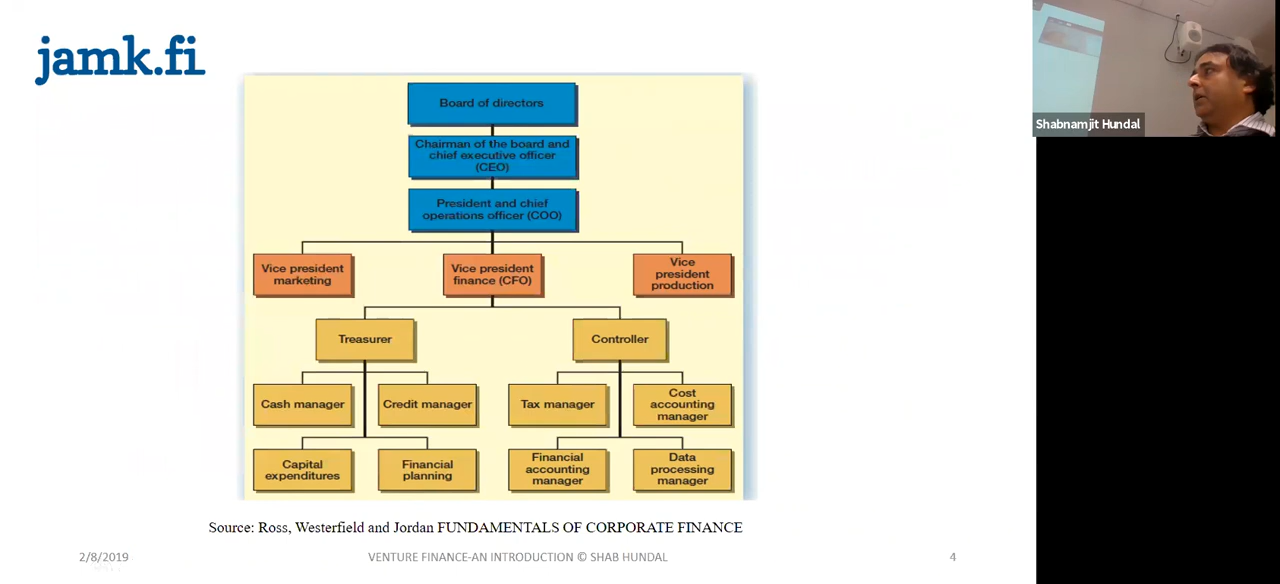 jamk.fi
Shabnamjit Hundal
Board of directors
Chairman of the board and
chief executive officer
(CEO)
President and chief
operations officer (COO)
Vice president
marketing
Vice president
finance (CFO)
Vice
president
production
Treasurer
Controller
Cash manager
Credit manager
Tax manager
Cost
accounting
manager
Capital
expenditures
Financial
planning
Financial
accounting
manager
Data
processing
manager
Source: Ross, Westerfield and Jordan FUNDAMENTALS OF CORPORATE FINANCE
2/8/2019
VENTURE FINANCE-AN INTRODUCTION © SHAB HUNDAL
4